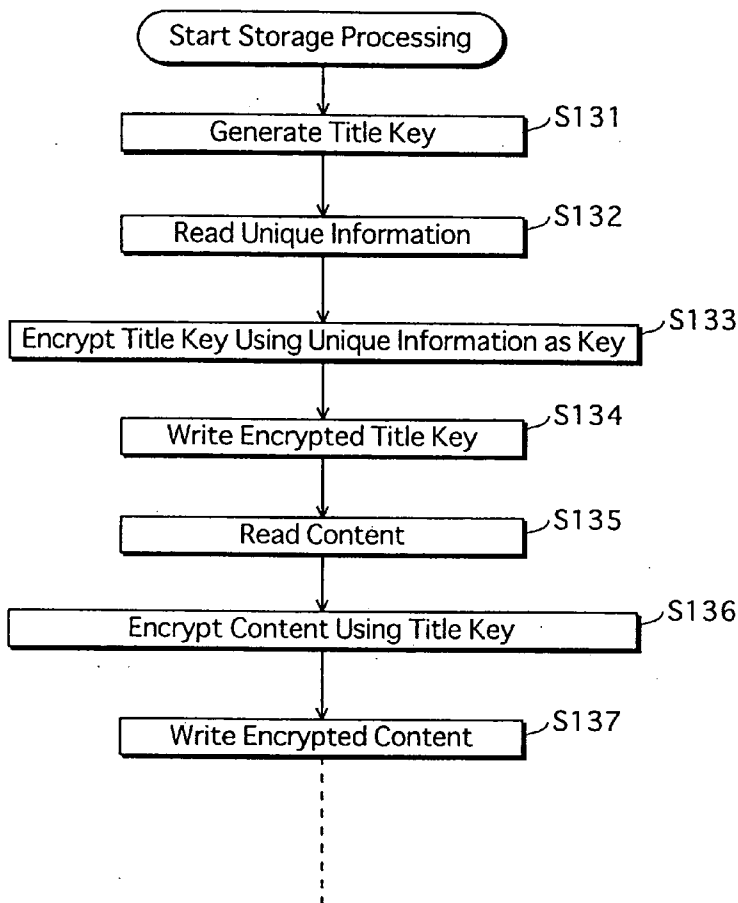 Start Storage Processing
Generate Title Key
S131
Read Unique Information
S132
Encrypt Title Key Using Unique Information as Key
S133
Write Encrypted Title Key
S134
Read Content
S135
Encrypt Content Using Title Key
S136
Write Encrypted Content
S137